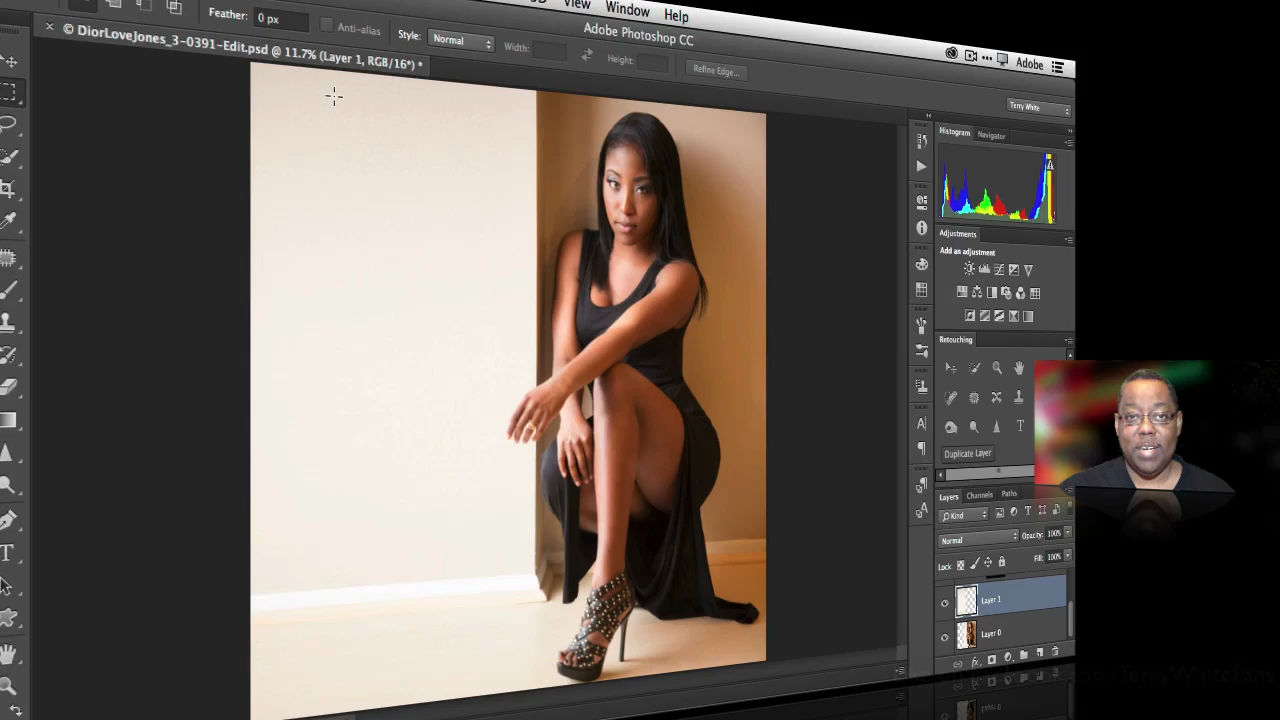 View Window Help
Adobe Photoshop CC
Feather: 0 px Anti-alias Style: Normal Width: Height: Refine Edge...
Adobe
× © DiorLoveJones_3-0391-Edit.psd @ 11.7% (Layer 1, RGB/16*) *
Terry White
Histogram Navigator
Adjustments
Add an adjustment
Retouching
Duplicate Layer
Layers Channels Paths
Kind
Normal Opacity: 100%
Lock: Fill: 100%
Layer 1
Layer 0
com/TerryWhiteFans